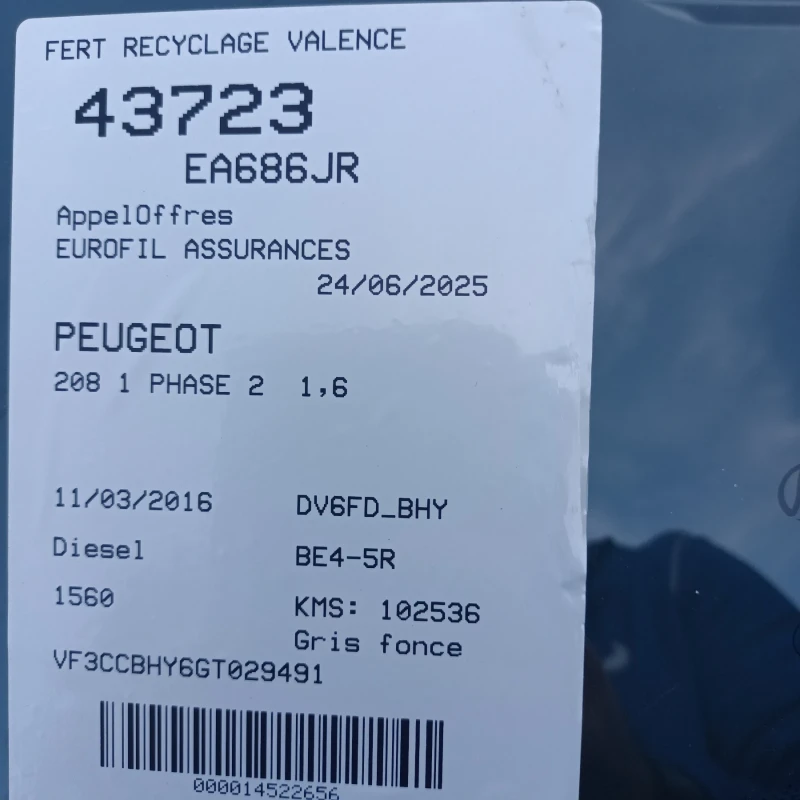 FERT RECYCLAGE VALENCE
43723
EA686JR
AppelOffres
EUROFIL ASSURANCES
24/06/2025
PEUGEOT
208 1 PHASE 2 1,6
11/03/2016 DV6FD_BHY
Diesel BE4-5R
1560 KMS: 102536
Gris fonce
VF3CCBHY6GT029491
000014522656